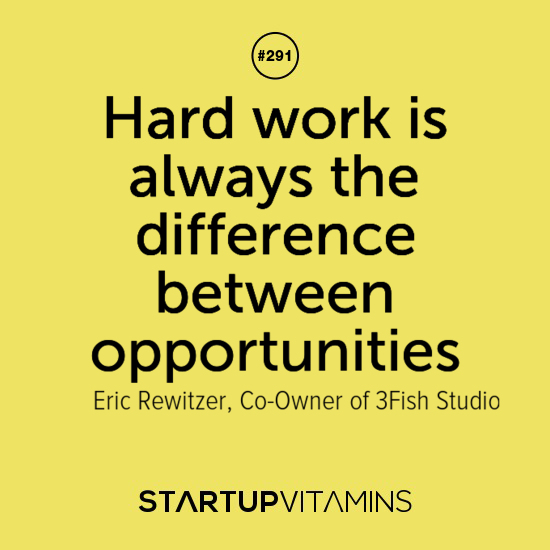 #291
Hard work is
always the
difference
between
opportunities
Eric Rewitzer, Co-Owner of 3Fish Studio
STARTUPVITAMINS